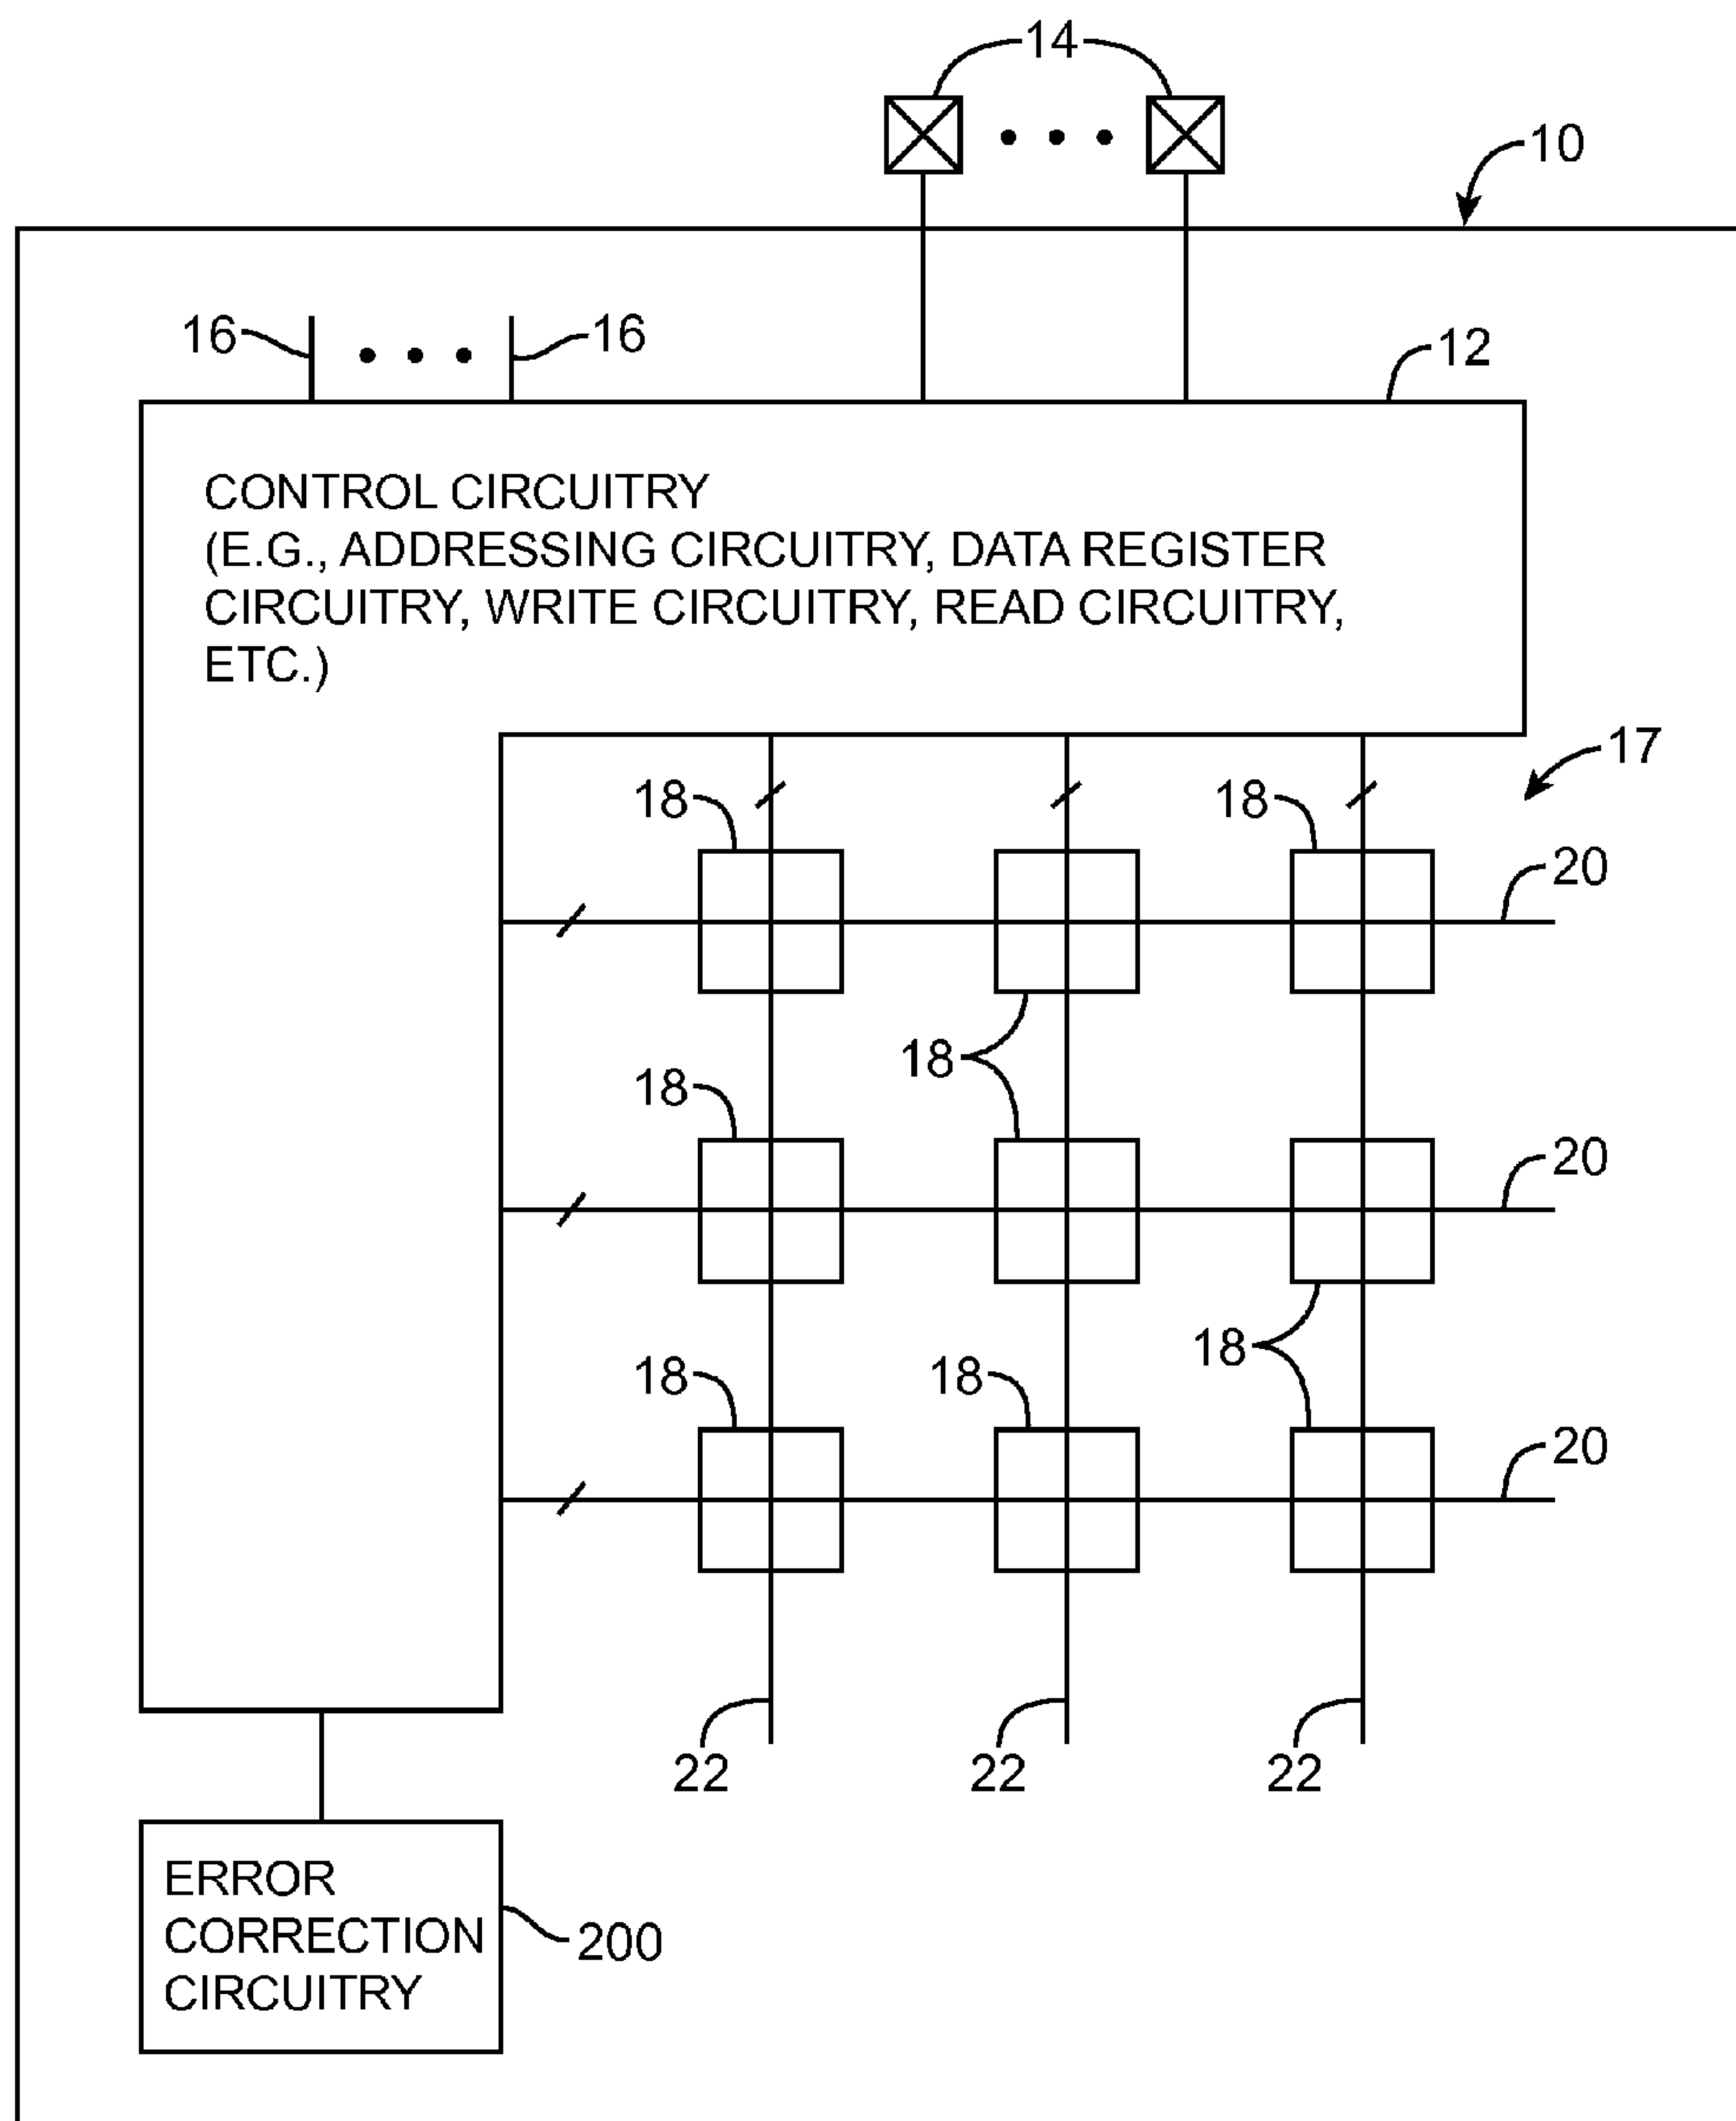 14
10
16
16
12
CONTROL CIRCUITRY
(E.G., ADDRESSING CIRCUITRY, DATA REGISTER
CIRCUITRY, WRITE CIRCUITRY, READ CIRCUITRY,
ETC.)
17
18
18
20
18
18
20
18
18
18
20
22
22
22
ERROR
CORRECTION
CIRCUITRY
200